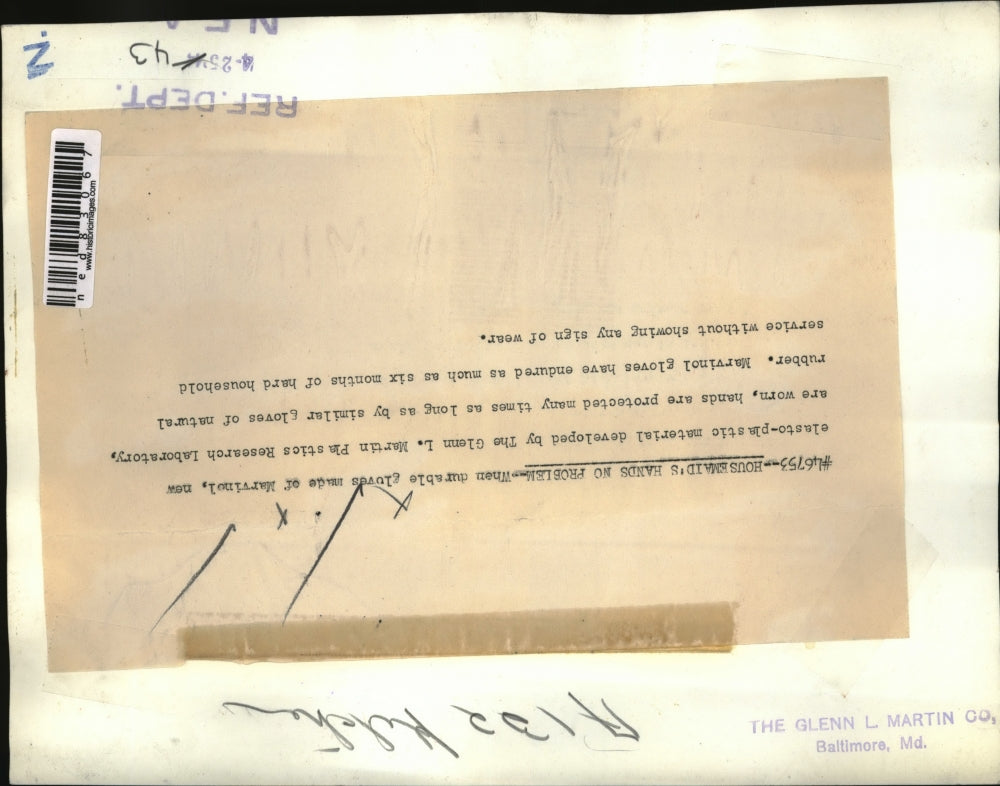 #46753--HOUSEMAID'S HANDS NO PROBLEM--When durable gloves made of Marvinol, new
elasto-plastic material developed by The Glenn L. Martin Plastics Research Laboratory,
are worn, hands are protected many times as long as by similar gloves of natural
rubber. Marvinol gloves have endured as much as six months of hard household
service without showing any sign of wear.
REF. DEPT.
43
N.E.A.
Z
ned83067
www.historicimages.com
132 Kitchen
THE GLENN L. MARTIN CO.,
Baltimore, Md.